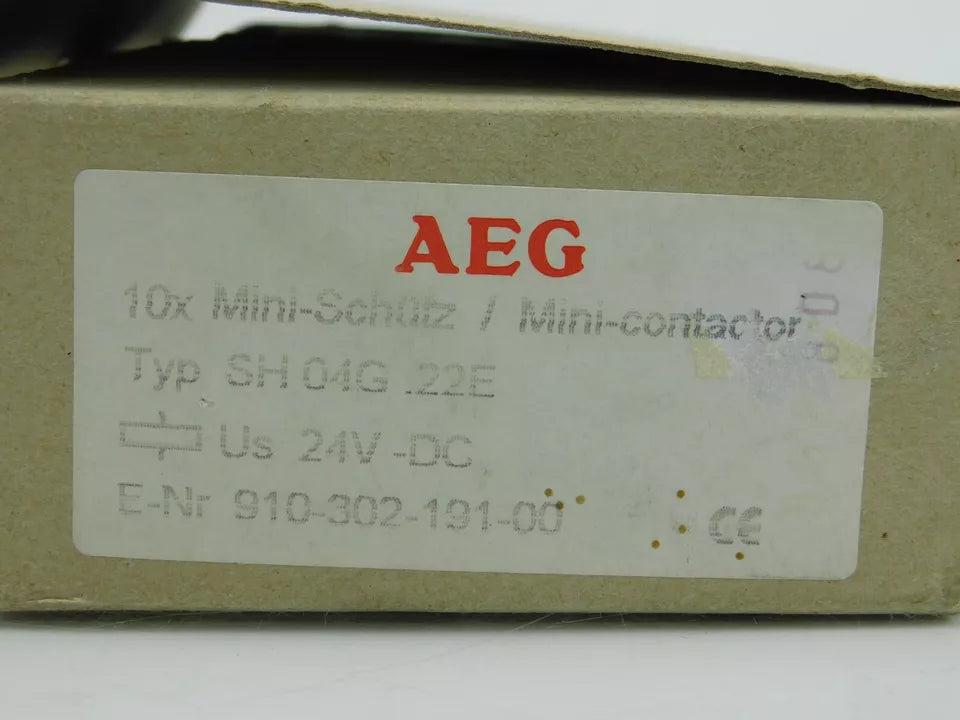 AEG
10x Mini-Schütz / Mini-contactor
Typ SH 04G .22E
Us 24V -DC
E-Nr 910-302-191-00
CE